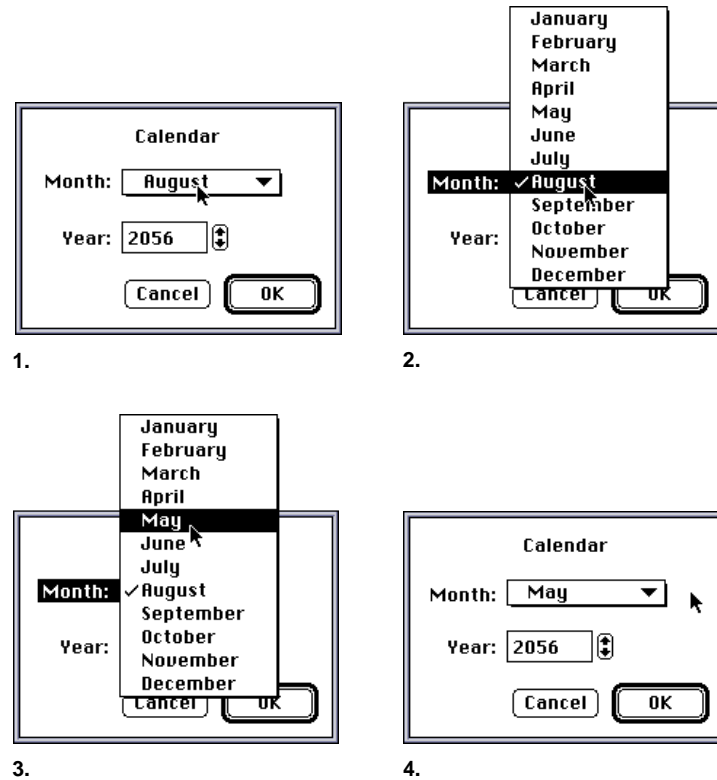 Calendar
Month: August
Year: 2056
Cancel OK
1.
January
February
March
April
May
June
July
Month: ✓August
September
October
Year:
November
December
Cancel OK
2.
January
February
March
April
May
June
July
Month: ✓August
September
October
Year:
November
December
Cancel OK
3.
Calendar
Month: May
Year: 2056
Cancel OK
4.